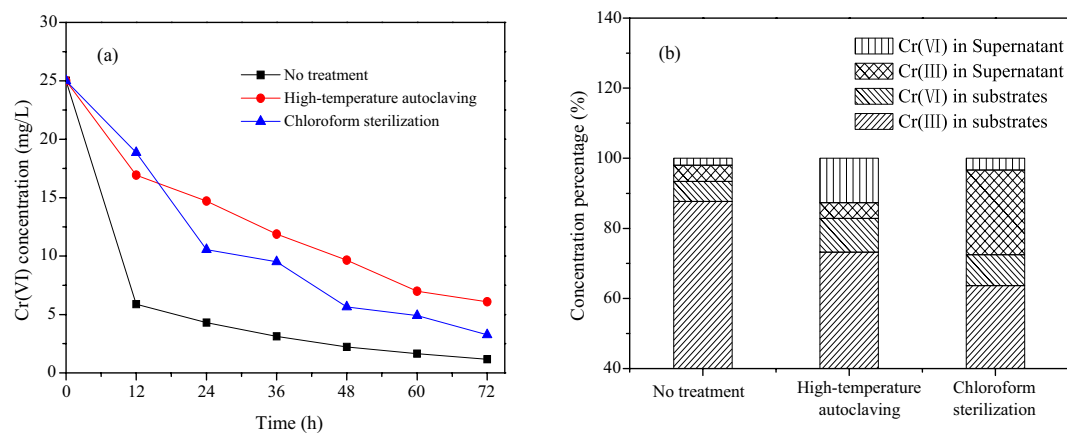 (a)
No treatment
High-temperature autoclaving
Chloroform sterilization
Cr(VI) concentration (mg/L)
30
25
20
15
10
5
0
0 12 24 36 48 60 72
Time (h)
(b)
Cr(Ⅵ) in Supernatant
Cr(Ⅲ) in Supernatant
Cr(Ⅵ) in substrates
Cr(Ⅲ) in substrates
Concentration percentage (%)
140
120
100
80
60
40
No treatment
High-temperature
autoclaving
Chloroform
sterilization